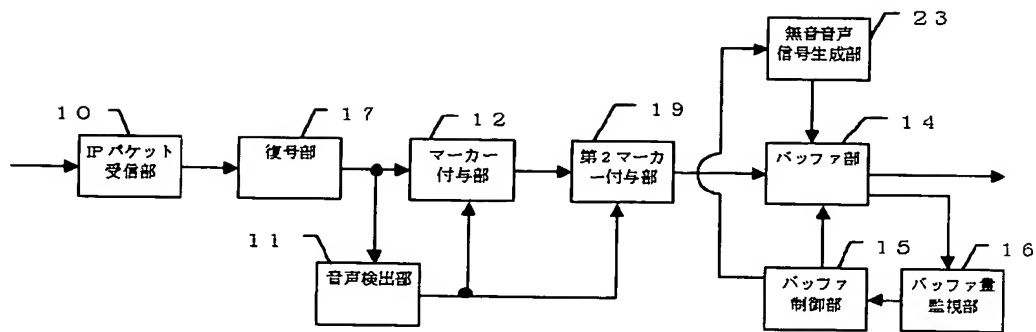 ２３
無音音声
信号生成部
１０
１７
１２
１９
１４
IPパケット
受信部
復号部
マーカー
付与部
第２マーカ
ー付与部
バッファ部
１１
１５
１６
音声検出部
バッファ
制御部
バッファ量
監視部